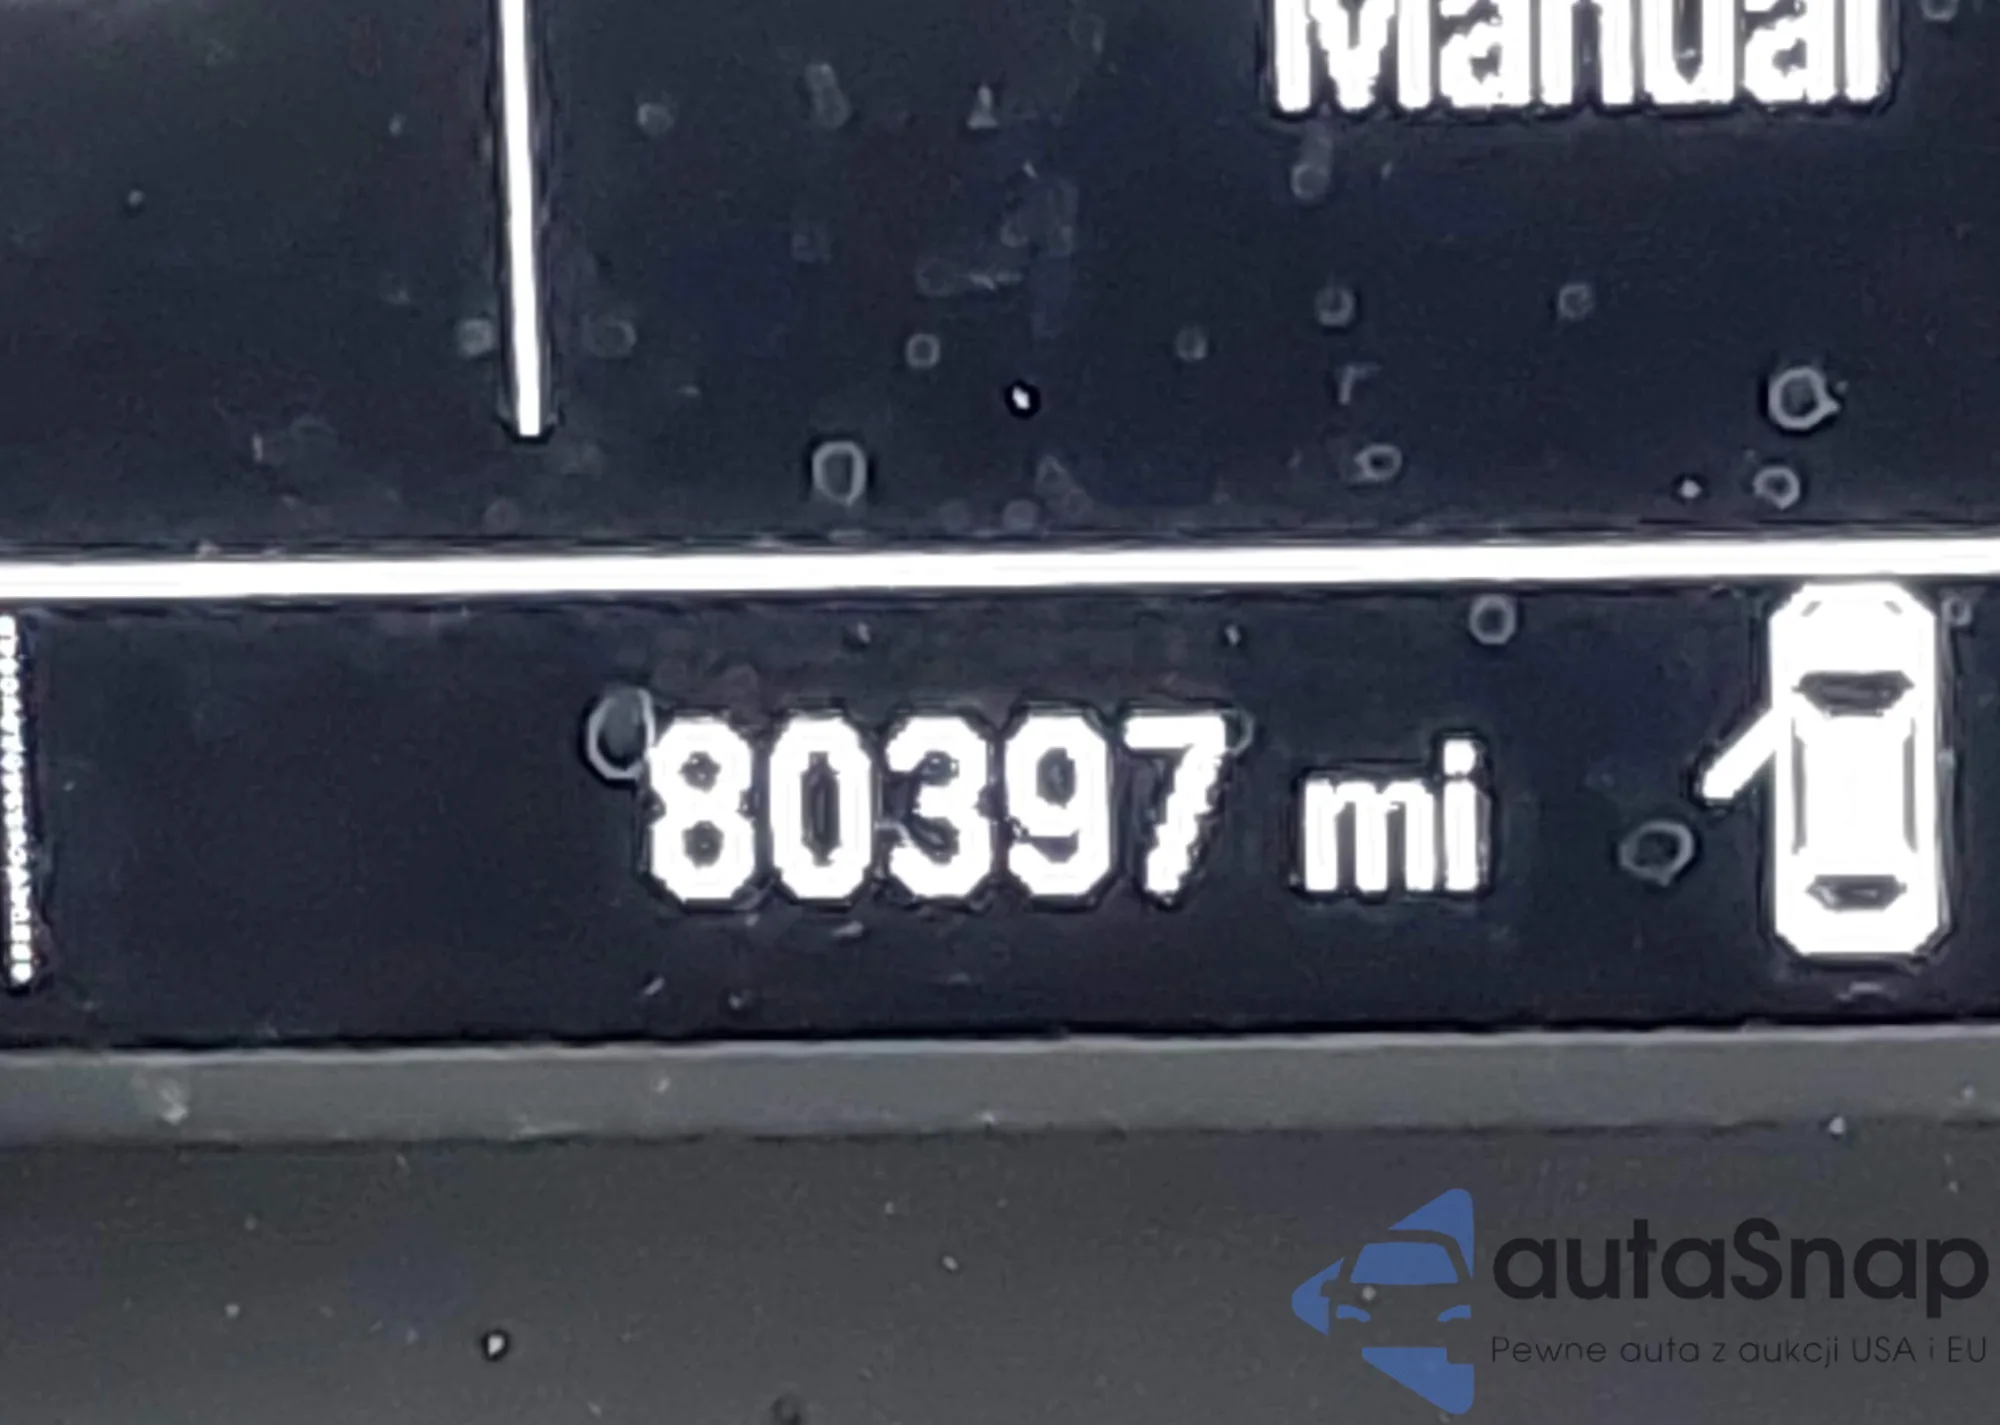 Manual
80397 mi
autaSnap
Pewne auta z aukcji USA i EU